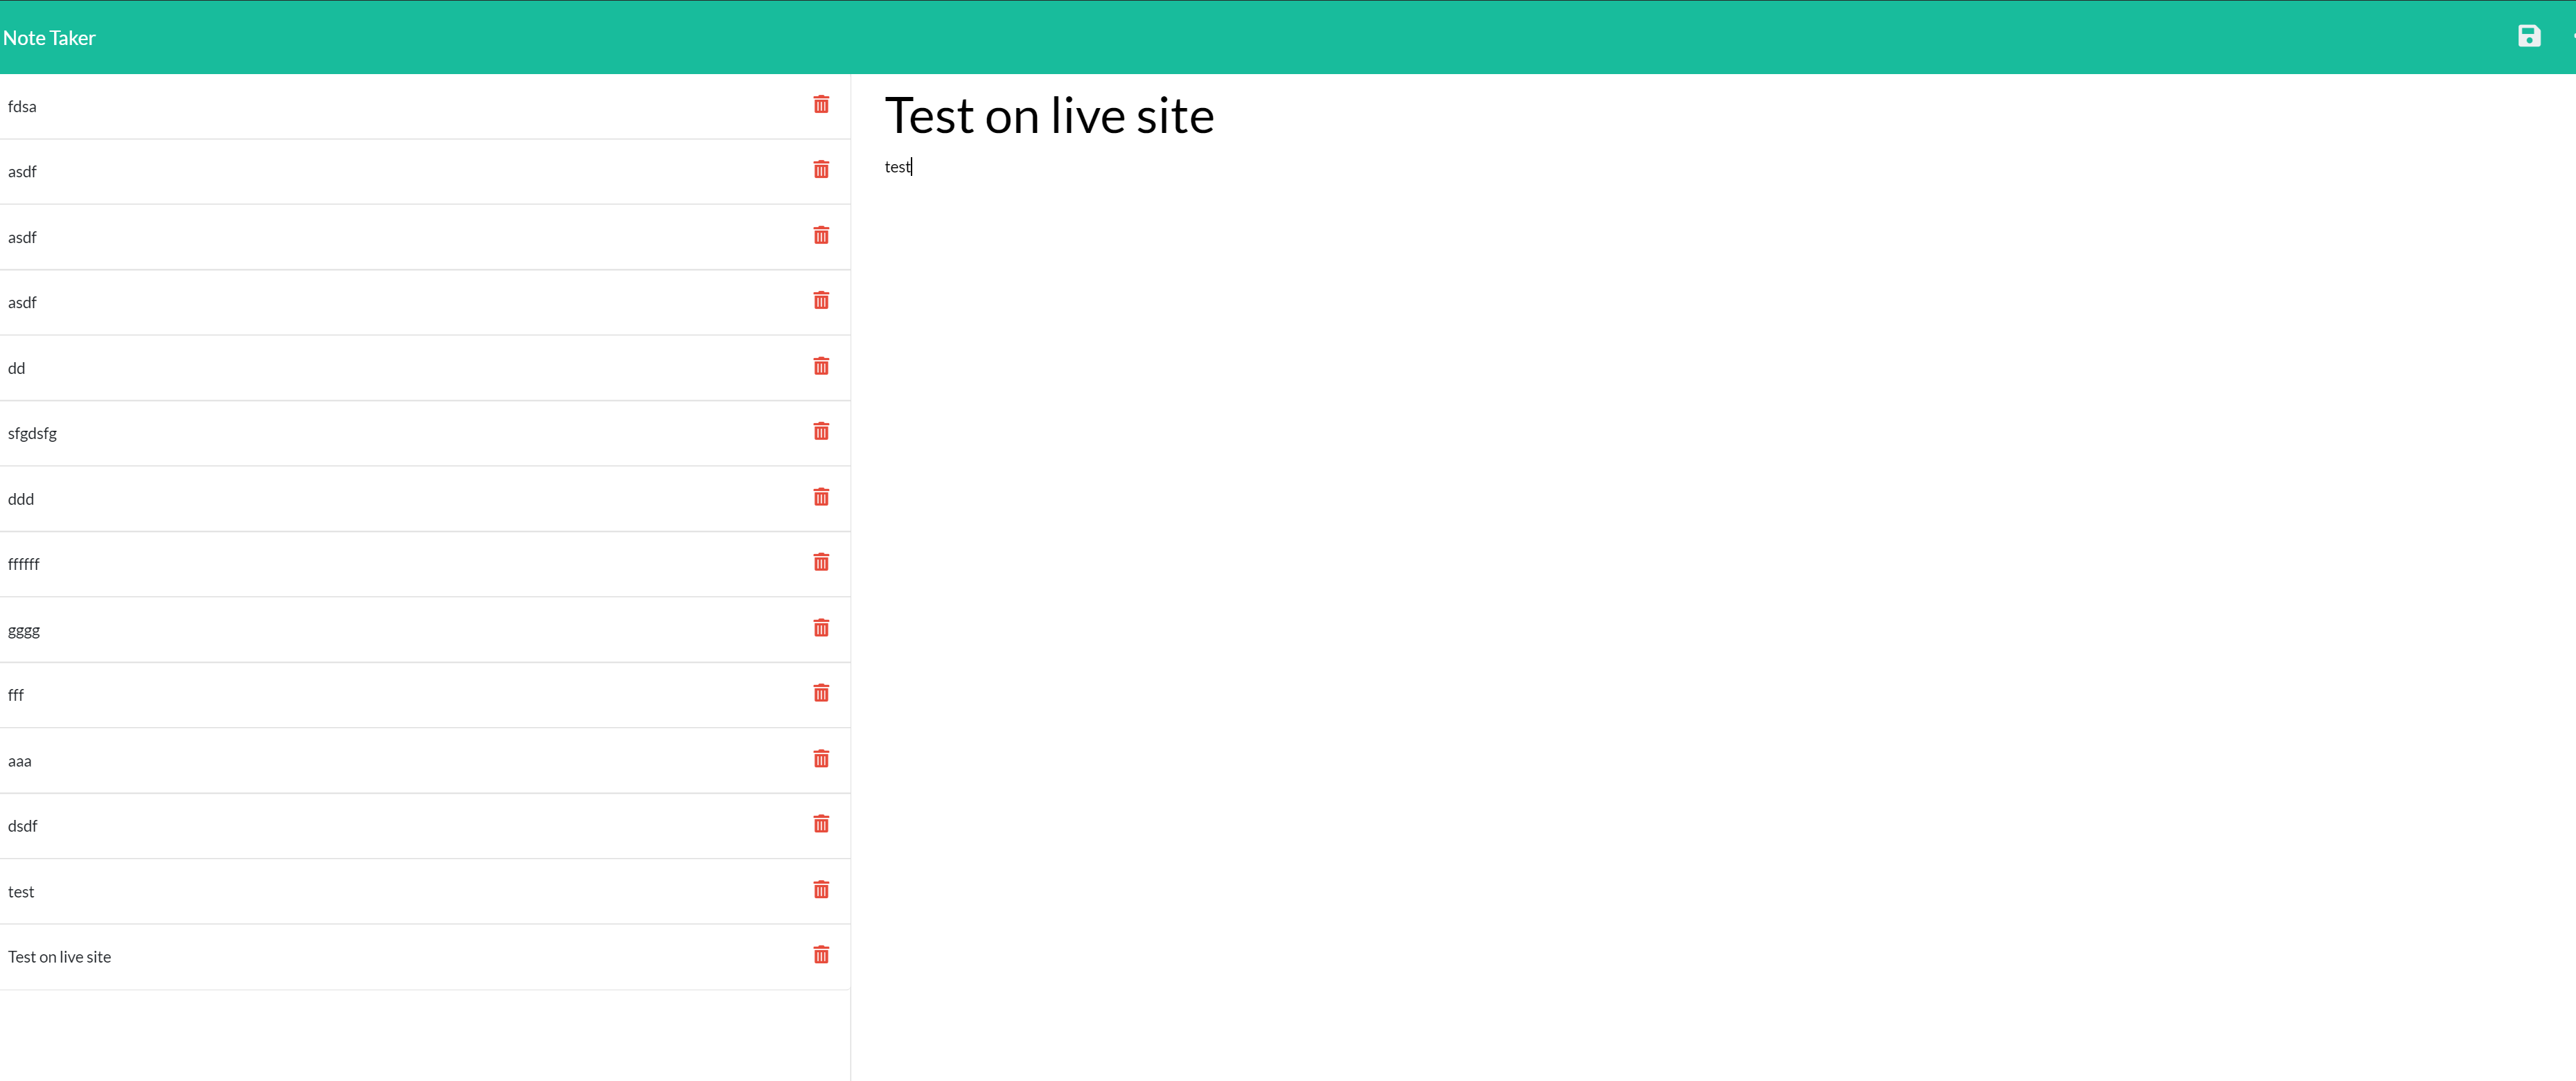 Note Taker
fdsa
asdf
asdf
asdf
dd
sfgdsfg
ddd
ffffff
gggg
fff
aaa
dsdf
test
Test on live site
Test on live site
test